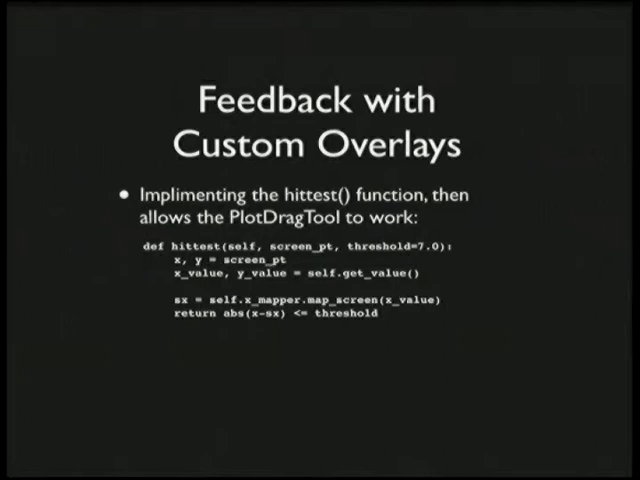 Feedback with
Custom Overlays
• Implimenting the hittest() function, then
allows the PlotDragTool to work:
def hittest(self, screen_pt, threshold=7.0):
x, y = screen_pt
x_value, y_value = self.get_value()
sx = self.x_mapper.map_screen(x_value)
return abs(x-sx) <= threshold